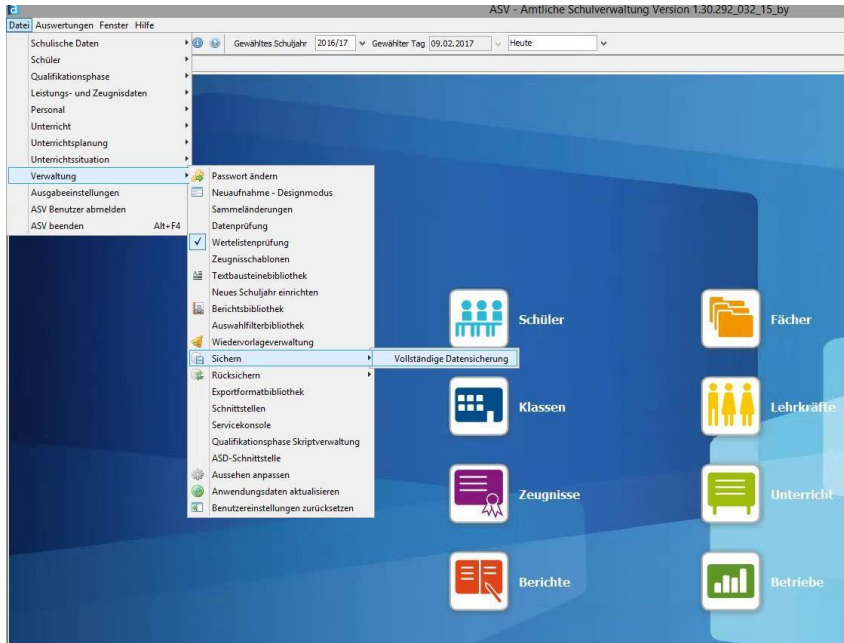 ASV - Amtliche Schulverwaltung Version 1.30.292_032_15_by
Datei Auswertungen Fenster Hilfe
Gewähltes Schuljahr 2016/17 Gewählter Tag 09.02.2017 Heute
Schulische Daten
Schüler
Qualifikationsphase
Leistungs- und Zeugnisdaten
Personal
Unterricht
Unterrichtsplanung
Unterrichtssituation
Verwaltung
Ausgabeeinstellungen
ASV Benutzer abmelden
ASV beenden Alt+F4
Passwort ändern
Neuaufnahme - Designmodus
Sammeländerungen
Datenprüfung
Wertelistenprüfung
Zeugnisschablonen
Textbausteinebibliothek
Neues Schuljahr einrichten
Berichtsbibliothek
Auswahlfilterbibliothek
Wiedervorlageverwaltung
Sichern
Rücksichern
Exportformatbibliothek
Schnittstellen
Servicekonsole
Qualifikationsphase Skriptverwaltung
ASD-Schnittstelle
Aussehen anpassen
Anwendungsdaten aktualisieren
Benutzereinstellungen zurücksetzen
Vollständige Datensicherung
Schüler
Fächer
Klassen
Lehrkräfte
Zeugnisse
Unterricht
Berichte
Betriebe